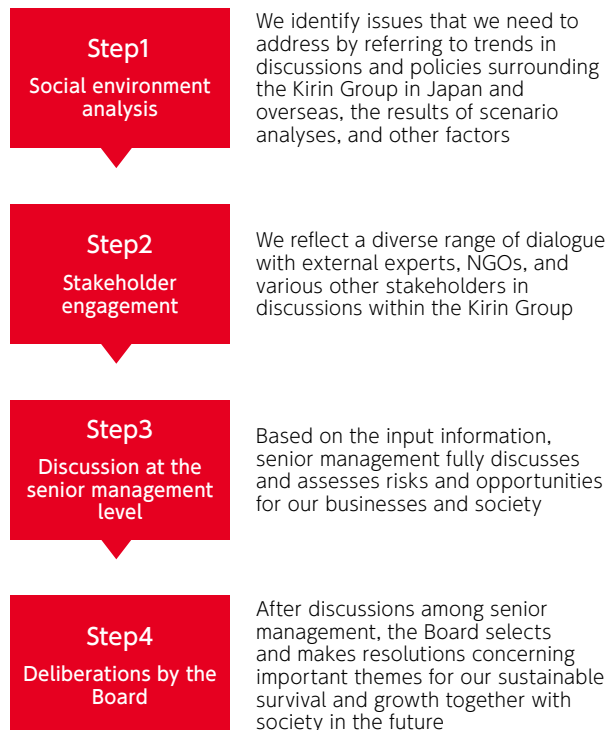 Step1
Social environment
analysis
We identify issues that we need to
address by referring to trends in
discussions and policies surrounding
the Kirin Group in Japan and
overseas, the results of scenario
analyses, and other factors
Step2
Stakeholder
engagement
We reflect a diverse range of dialogue
with external experts, NGOs, and
various other stakeholders in
discussions within the Kirin Group
Step3
Discussion at the
senior management
level
Based on the input information,
senior management fully discusses
and assesses risks and opportunities
for our businesses and society
Step4
Deliberations by the
Board
After discussions among senior
management, the Board selects
and makes resolutions concerning
important themes for our sustainable
survival and growth together with
society in the future